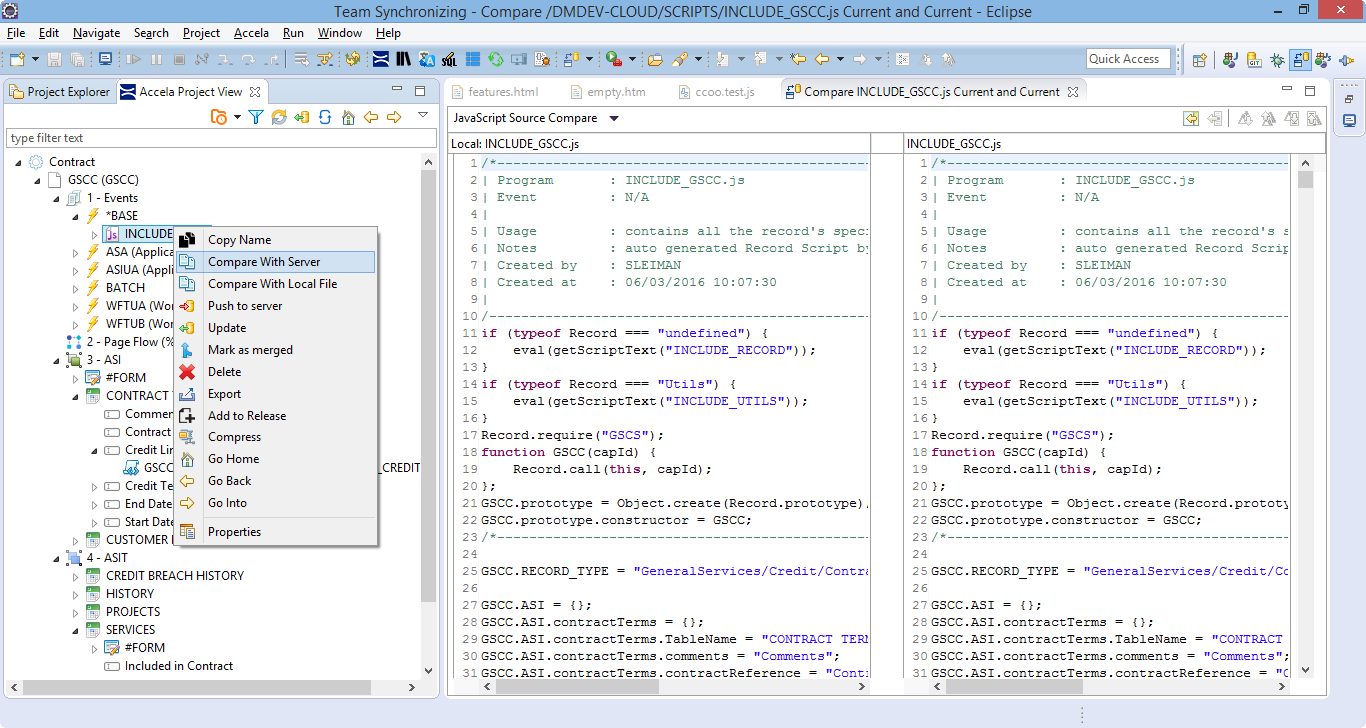 Team Synchronizing - Compare /DMDEV-CLOUD/SCRIPTS/INCLUDE_GSCC.js Current and Current - Eclipse
File Edit Navigate Search Project Accela Run Window Help
Quick Access
Project Explorer Accela Project View
type filter text
Contract
GSCC (GSCC)
1 - Events
*BASE
INCLUDE
ASA (Applica
ASIUA (Appli
BATCH
WFTUA (Wor
WFTUB (Wor
2 - Page Flow (%
3 - ASI
#FORM
CONTRACT
Commen
Contract
Credit Lin
GSCC _CREDIT
Credit Te
End Date
Start Date
CUSTOMER
4 - ASIT
CREDIT BREACH HISTORY
HISTORY
PROJECTS
SERVICES
#FORM
Included in Contract
Copy Name
Compare With Server
Compare With Local File
Push to server
Update
Mark as merged
Delete
Export
Add to Release
Compress
Go Home
Go Back
Go Into
Properties
features.html empty.htm ccoo.test.js Compare INCLUDE_GSCC.js Current and Current
JavaScript Source Compare
Local: INCLUDE_GSCC.js
1 /*------------------------------------------------------
2 | Program : INCLUDE_GSCC.js
3 | Event : N/A
4 |
5 | Usage : contains all the record's spec
6 | Notes : auto generated Record Script by
7 | Created by : SLEIMAN
8 | Created at : 06/03/2016 10:07:30
9 |
10 /------------------------------------------------------
11 if (typeof Record === "undefined") {
12 eval(getScriptText("INCLUDE_RECORD"));
13 }
14 if (typeof Record === "Utils") {
15 eval(getScriptText("INCLUDE_UTILS"));
16 }
17 Record.require("GSCS");
18 function GSCC(capId) {
19 Record.call(this, capId);
20 };
21 GSCC.prototype = Object.create(Record.prototype).
22 GSCC.prototype.constructor = GSCC;
23 /*------------------------------------------------------
24
25 GSCC.RECORD_TYPE = "GeneralServices/Credit/Contra
26
27 GSCC.ASI = {};
28 GSCC.ASI.contractTerms = {};
29 GSCC.ASI.contractTerms.TableName = "CONTRACT TERM
30 GSCC.ASI.contractTerms.comments = "Comments";
31 GSCC.ASI.contractTerms.contractReference = "Cont
INCLUDE_GSCC.js
1 /*------------------------------------------------
2 | Program : INCLUDE_GSCC.js
3 | Event : N/A
4 |
5 | Usage : contains all the record's s
6 | Notes : auto generated Record Scrip
7 | Created by : SLEIMAN
8 | Created at : 06/03/2016 10:07:30
9 |
10 /------------------------------------------------
11 if (typeof Record === "undefined") {
12 eval(getScriptText("INCLUDE_RECORD"));
13 }
14 if (typeof Record === "Utils") {
15 eval(getScriptText("INCLUDE_UTILS"));
16 }
17 Record.require("GSCS");
18 function GSCC(capId) {
19 Record.call(this, capId);
20 };
21 GSCC.prototype = Object.create(Record.prototy
22 GSCC.prototype.constructor = GSCC;
23 /*------------------------------------------------
24
25 GSCC.RECORD_TYPE = "GeneralServices/Credit/Co
26
27 GSCC.ASI = {};
28 GSCC.ASI.contractTerms = {};
29 GSCC.ASI.contractTerms.TableName = "CONTRACT
30 GSCC.ASI.contractTerms.comments = "Comments";
31 GSCC.ASI.contractTerms.contractReference = "C